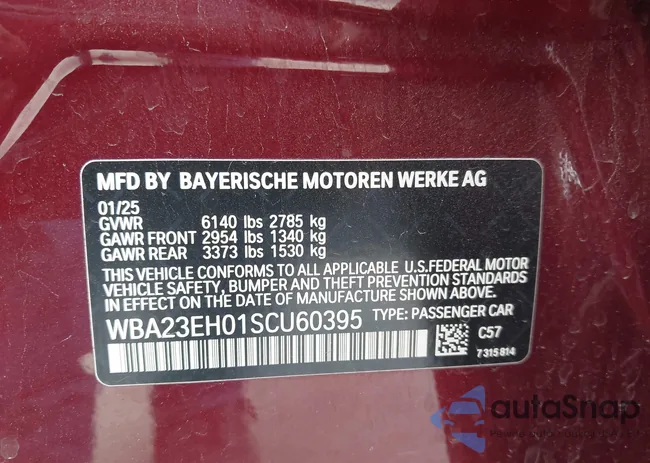 MFD BY BAYERISCHE MOTOREN WERKE AG
01/25
GVWR 6140 lbs 2785 kg
GAWR FRONT 2954 lbs 1340 kg
GAWR REAR 3373 lbs 1530 kg
THIS VEHICLE CONFORMS TO ALL APPLICABLE U.S.FEDERAL MOTOR
VEHICLE SAFETY, BUMPER AND THEFT PREVENTION STANDARDS
IN EFFECT ON THE DATE OF MANUFACTURE SHOWN ABOVE.
WBA23EH01SCU60395 TYPE: PASSENGER CAR
C57
7315814
autoSnap